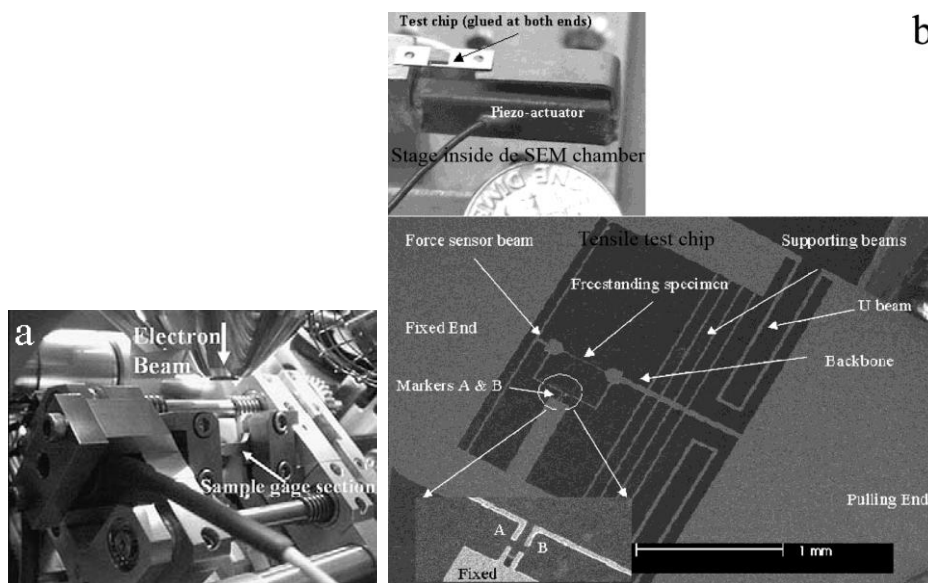 b
Test chip (glued at both ends)
Piezo-actuator
Stage inside de SEM chamber
ONE DIME
Force sensor beam
Tensile test chip
Supporting beams
Freestanding specimen
U beam
Fixed End
Backbone
Markers A & B
Pulling End
A
B
Fixed
1 mm
a
Electron
Beam
Sample gage section